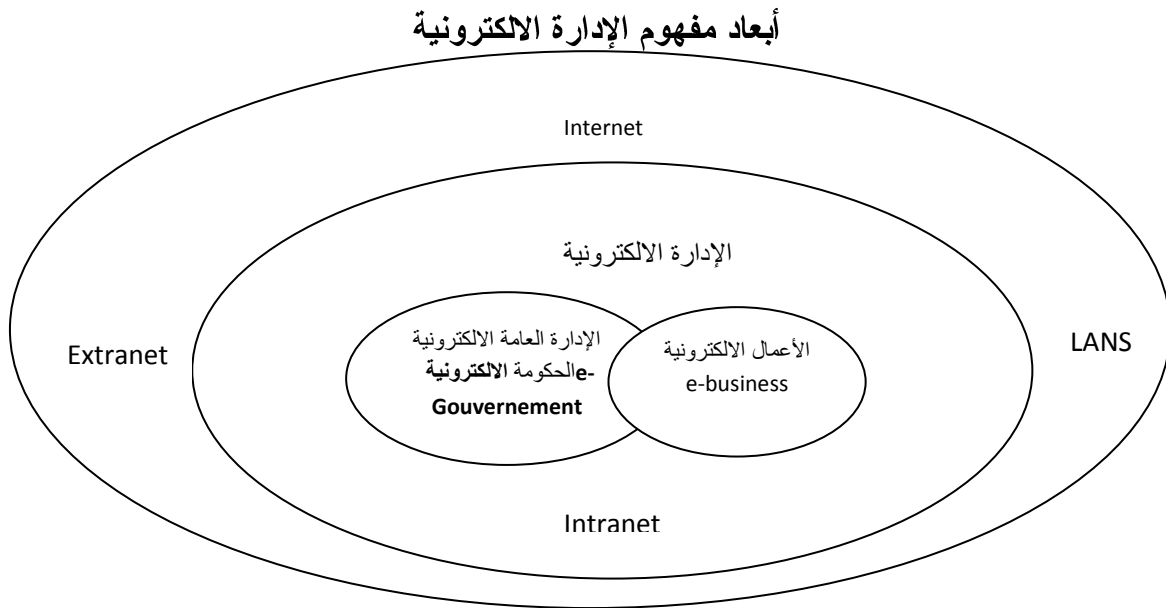 أبعاد مفهوم الإدارة الالكترونية
Internet
الإدارة الالكترونية
الإدارة العامة الالكترونية
الحكومة الالكترونية e-
Gouvernement
الأعمال الالكترونية
e-business
Extranet
LANS
Intranet